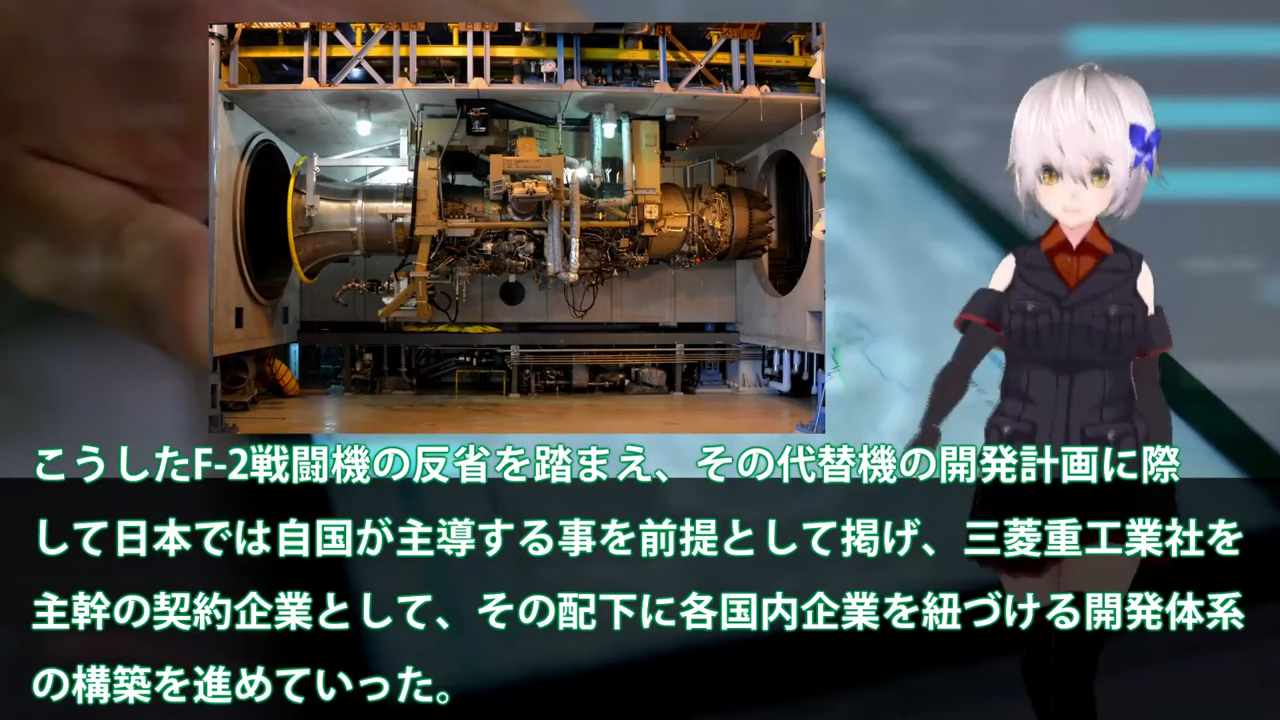 こうしたF-2戦闘機の反省を踏まえ、その代替機の開発計画に際
して日本では自国が主導する事を前提として掲げ、三菱重工業社を
主幹の契約企業として、その配下に各国内企業を紐づける開発体系
の構築を進めていった。